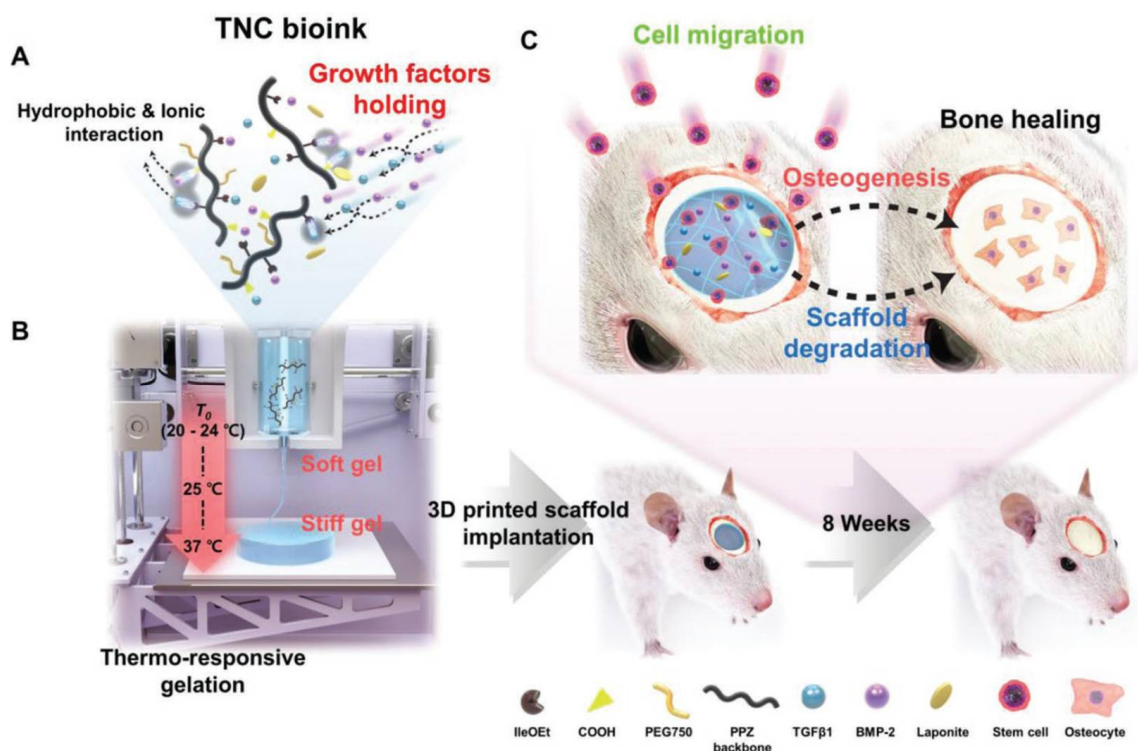 TNC bioink
A
Growth factors
holding
Hydrophobic & Ionic
interaction
B
T0
(20 - 24 ℃)
25 ℃
37 ℃
Soft gel
Stiff gel
Thermo-responsive
gelation
3D printed scaffold
implantation
8 Weeks
C
Cell migration
Bone healing
Osteogenesis
Scaffold
degradation
IleOEt
COOH
PEG750
PPZ
backbone
TGFβ1
BMP-2
Laponite
Stem cell
Osteocyte